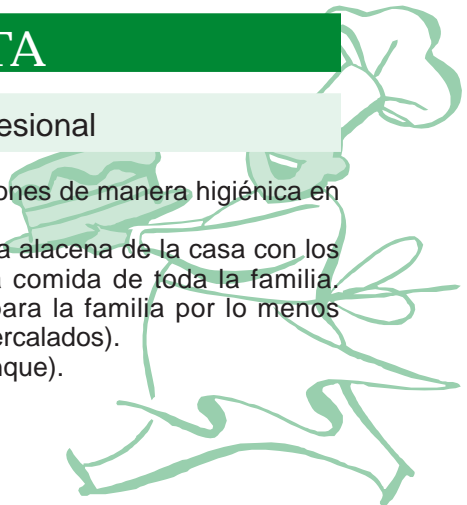 TA
esional
ones de manera higiénica en
a alacena de la casa con los
a comida de toda la familia.
para la familia por lo menos
ercalados).
nque).